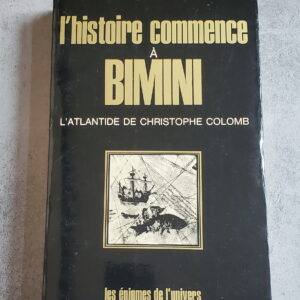 l'histoire commence
À
BIMINI
L'ATLANTIDE DE CHRISTOPHE COLOMB
les énigmes de l'univers